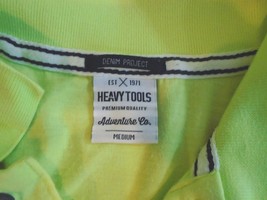 DENIM PROJECT
EST 1971
HEAVY TOOLS
PREMIUM QUALITY
Adventure Co.
MEDIUM